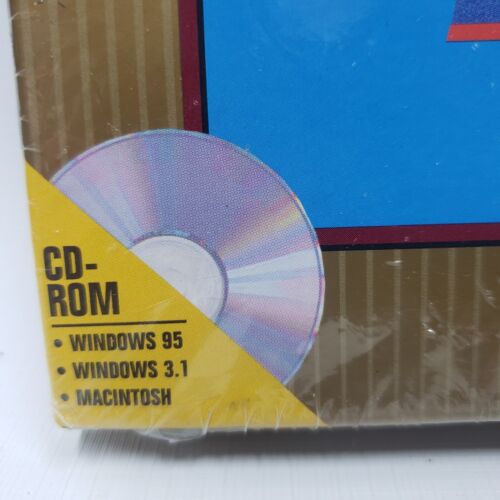 CD-
ROM
• WINDOWS 95
• WINDOWS 3.1
• MACINTOSH